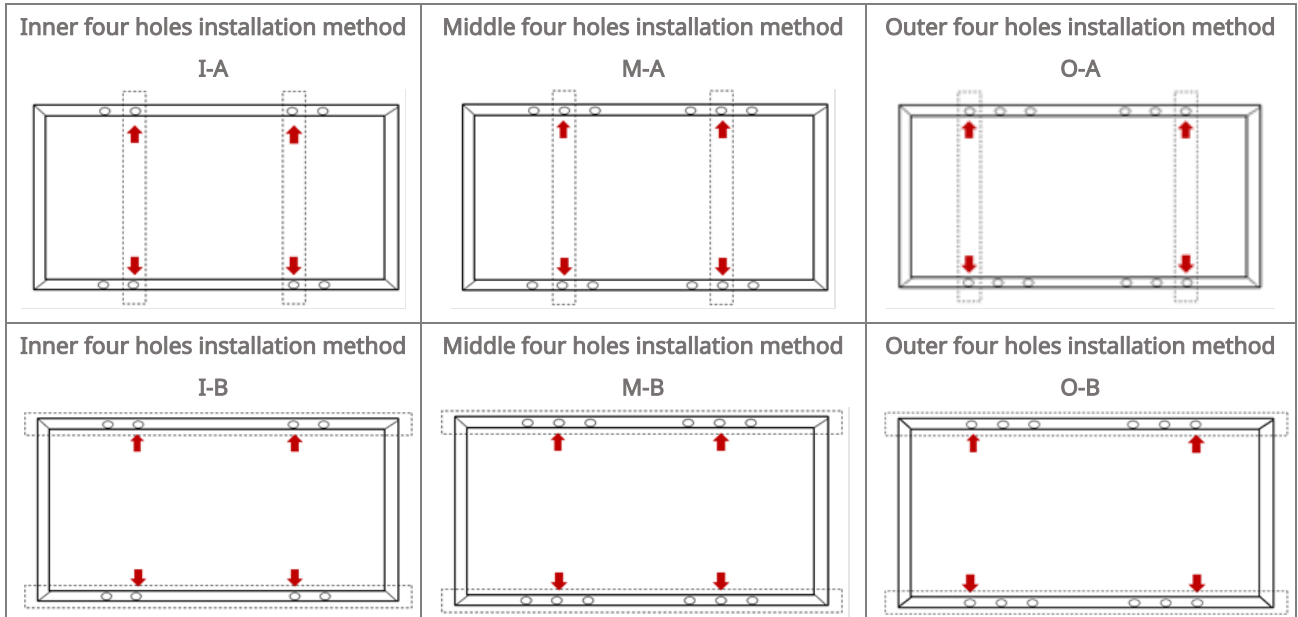 Inner four holes installation method
I-A
Middle four holes installation method
M-A
Outer four holes installation method
O-A
Inner four holes installation method
I-B
Middle four holes installation method
M-B
Outer four holes installation method
O-B